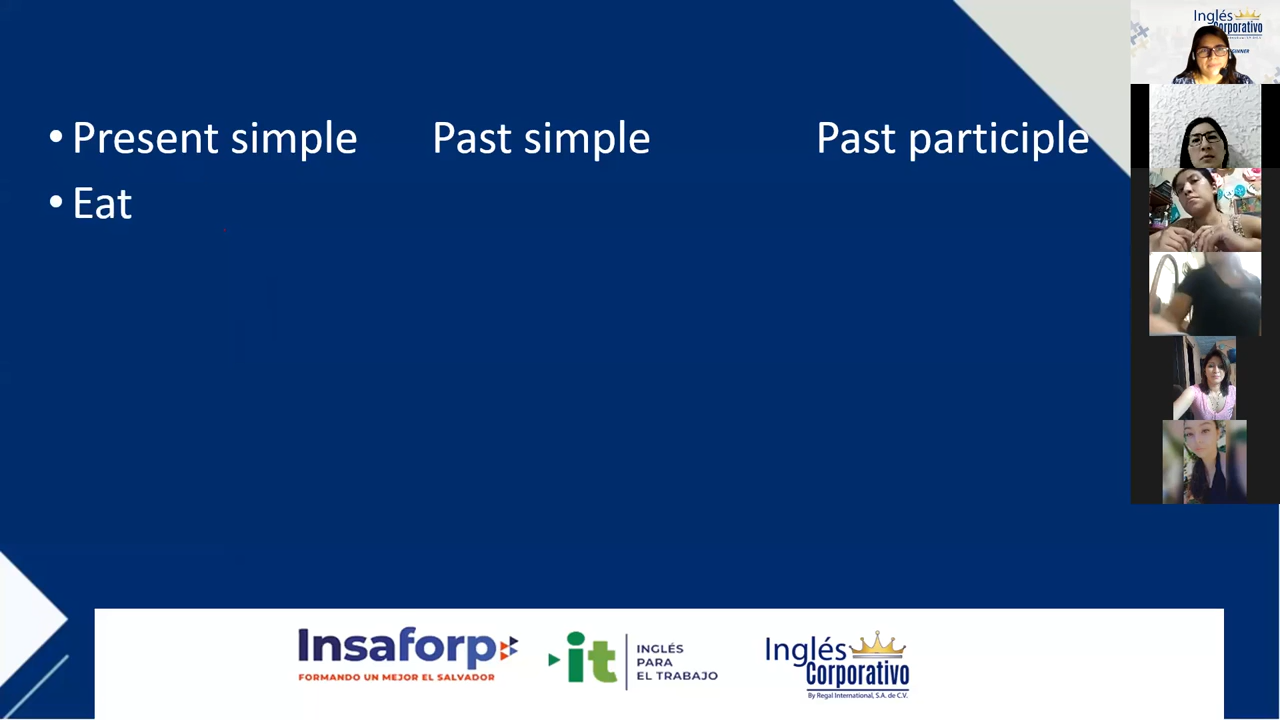 • Present simple Past simple Past participle
• Eat
Insaforp
FORMANDO UN MEJOR EL SALVADOR
it
INGLÉS
PARA
EL TRABAJO
Inglés
Corporativo
By Regal International, S.A. de C.V.
Inglés
Corporativo